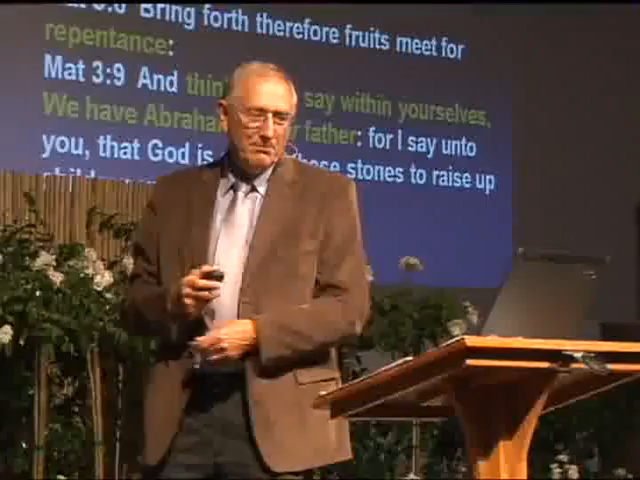 Bring forth therefore fruits meet for
repentance:
Mat 3:9 And say within yourselves,
We have father: for I say unto
you, that God is stones to raise up